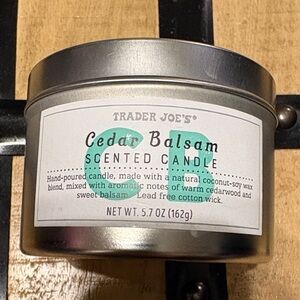 TRADER JOE'S®
CB
Cedar Balsam
SCENTED CANDLE
Hand-poured candle, made with a natural coconut-soy wax
blend, mixed with aromatic notes of warm cedarwood and
sweet balsam. Lead free cotton wick.
NET WT. 5.7 OZ (162g)